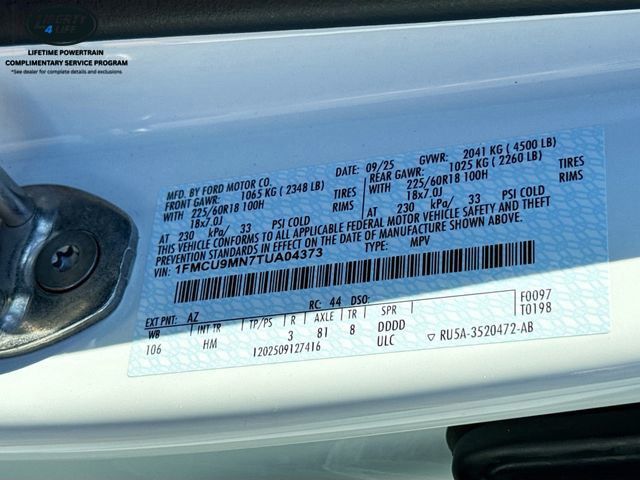 LIBERTY
4 LIFE
LIFETIME POWERTRAIN
COMPLIMENTARY SERVICE PROGRAM
*See dealer for complete details and exclusions.
MFD. BY FORD MOTOR CO.
DATE: 09/25 GVWR: 2041 KG ( 4500 LB)
FRONT GAWR: 1065 KG ( 2348 LB) REAR GAWR: 1025 KG ( 2260 LB)
WITH 225/60R18 100H TIRES WITH 225/60R18 100H TIRES
18x7.0J RIMS 18x7.0J RIMS
AT 230 kPa/ 33 PSI COLD AT 230 kPa/ 33 PSI COLD
THIS VEHICLE CONFORMS TO ALL APPLICABLE FEDERAL MOTOR VEHICLE SAFETY AND THEFT
PREVENTION STANDARDS IN EFFECT ON THE DATE OF MANUFACTURE SHOWN ABOVE.
VIN: 1FMCU9MN7TUA04373 TYPE: MPV
EXT PNT: AZ RC: 44 DSO: F0097
WB INT TR TP/PS R AXLE TR SPR T0198
106 HM 3 81 8 DDDD
1202509127416 ULC ▽ RU5A-3520472-AB